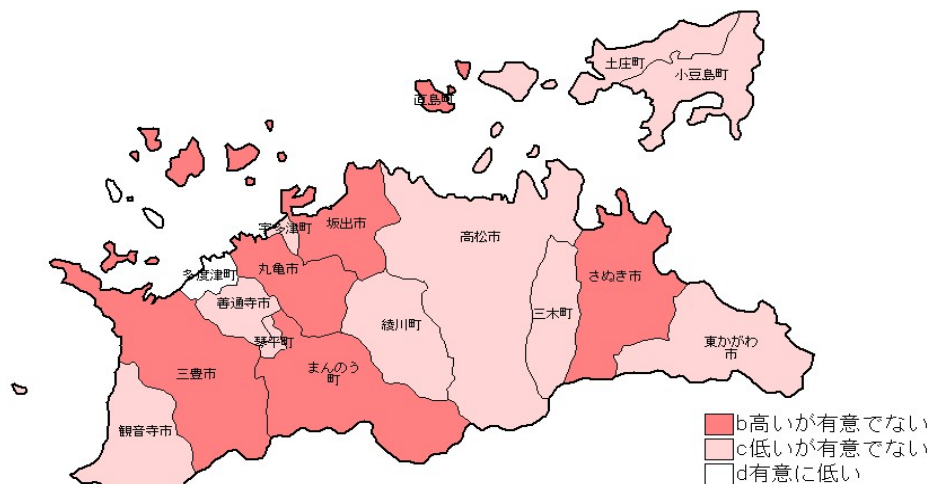 土庄町
小豆島町
直島町
宇多津町
坂出市
高松市
丸亀市
多度津町
さぬき市
善通寺市
三木町
綾川町
琴平町
東かがわ
市
まんのう
町
三豊市
観音寺市
b高いが有意でない
c低いが有意でない
d有意に低い